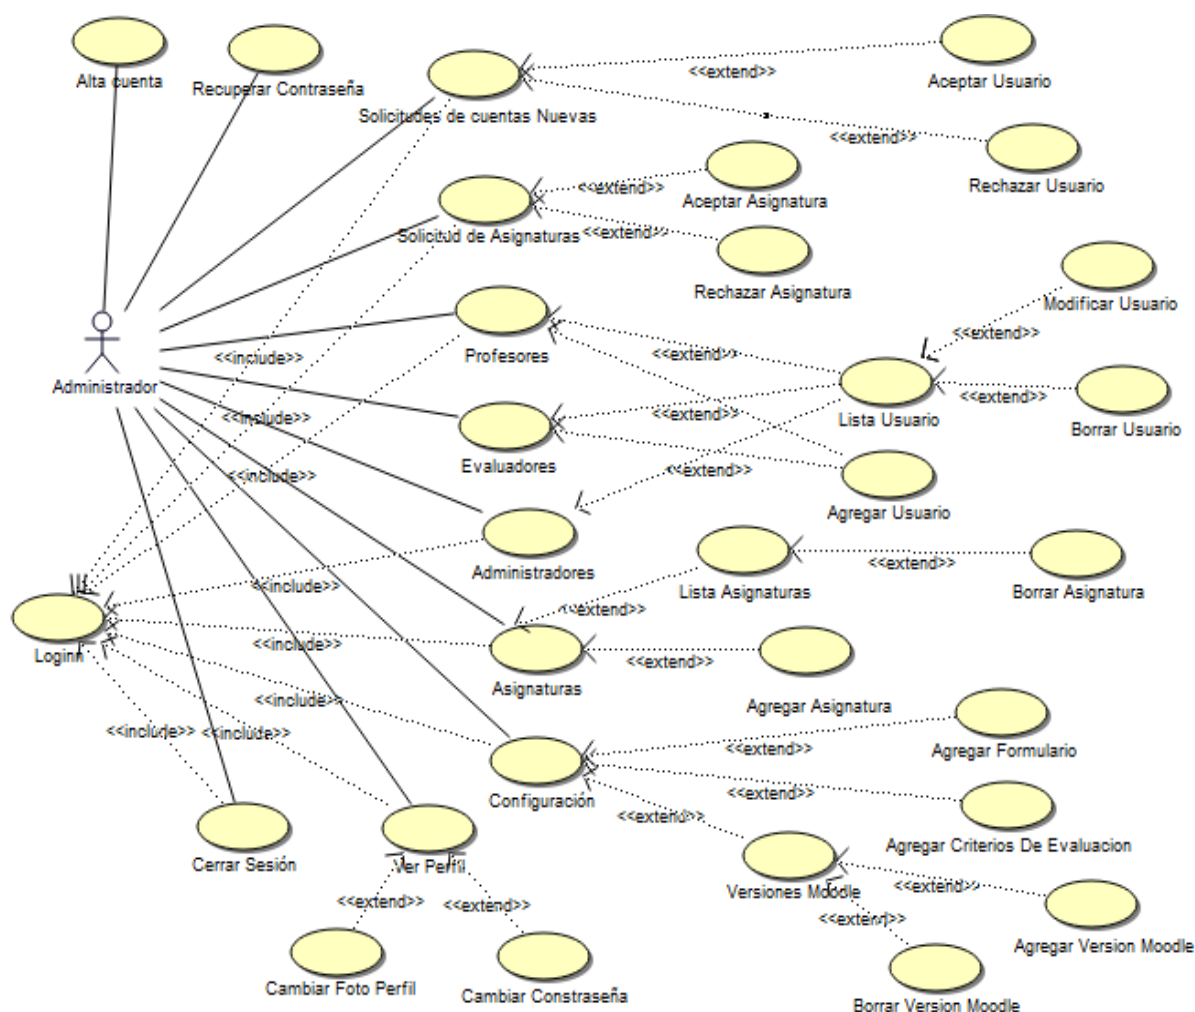 Alta cuenta
Recuperar Contraseña
Solicitudes de cuentas Nuevas
<<extend>>
Aceptar Usuario
<<extend>>
Rechazar Usuario
Solicitud de Asignaturas
<<extend>>
Aceptar Asignatura
<<extend>>
Rechazar Asignatura
Modificar Usuario
<<extend>>
Administrador
<<include>>
Profesores
<<extend>>
Lista Usuario
<<extend>>
Borrar Usuario
<<include>>
Evaluadores
<<extend>>
<<include>>
<<extend>>
Agregar Usuario
Administradores
<<include>>
Lista Asignaturas
<<extend>>
Borrar Asignatura
<<extend>>
Loginn
<<include>>
Asignaturas
<<extend>>
Agregar Asignatura
<<include>>
<<include>>
<<include>>
Configuración
<<extend>>
Agregar Formulario
<<extend>>
Agregar Criterios De Evaluacion
<<extend>>
Versiones Moodle
<<extend>>
Agregar Version Moodle
<<extend>>
Borrar Version Moodle
Cerrar Sesión
Ver Perfil
<<extend>>
<<extend>>
Cambiar Foto Perfil
Cambiar Constraseña